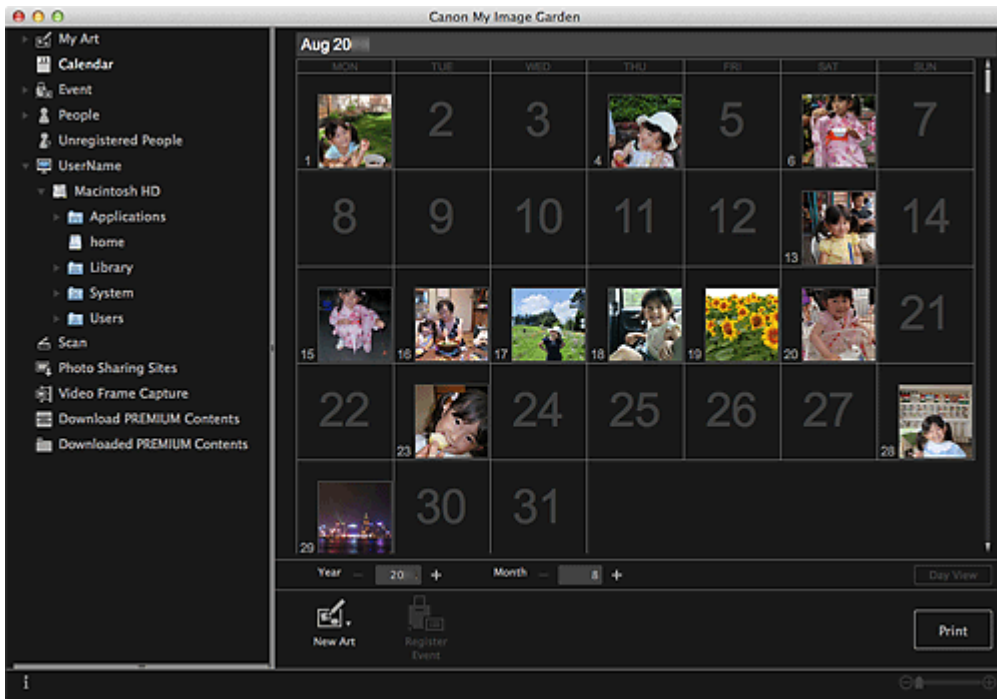 Canon My Image Garden
My Art
Calendar
Event
People
Unregistered People
UserName
Macintosh HD
Applications
home
Library
System
Users
Scan
Photo Sharing Sites
Video Frame Capture
Download PREMIUM Contents
Downloaded PREMIUM Contents
Aug 20
MON TUE WED THU FRI SAT SUN
1 2 3 4 5 6 7
8 9 10 11 12 13 14
15 16 17 18 19 20 21
22 23 24 25 26 27 28
29 30 31
Year − 20 + Month − 8 + Day View
New Art Register Event Print